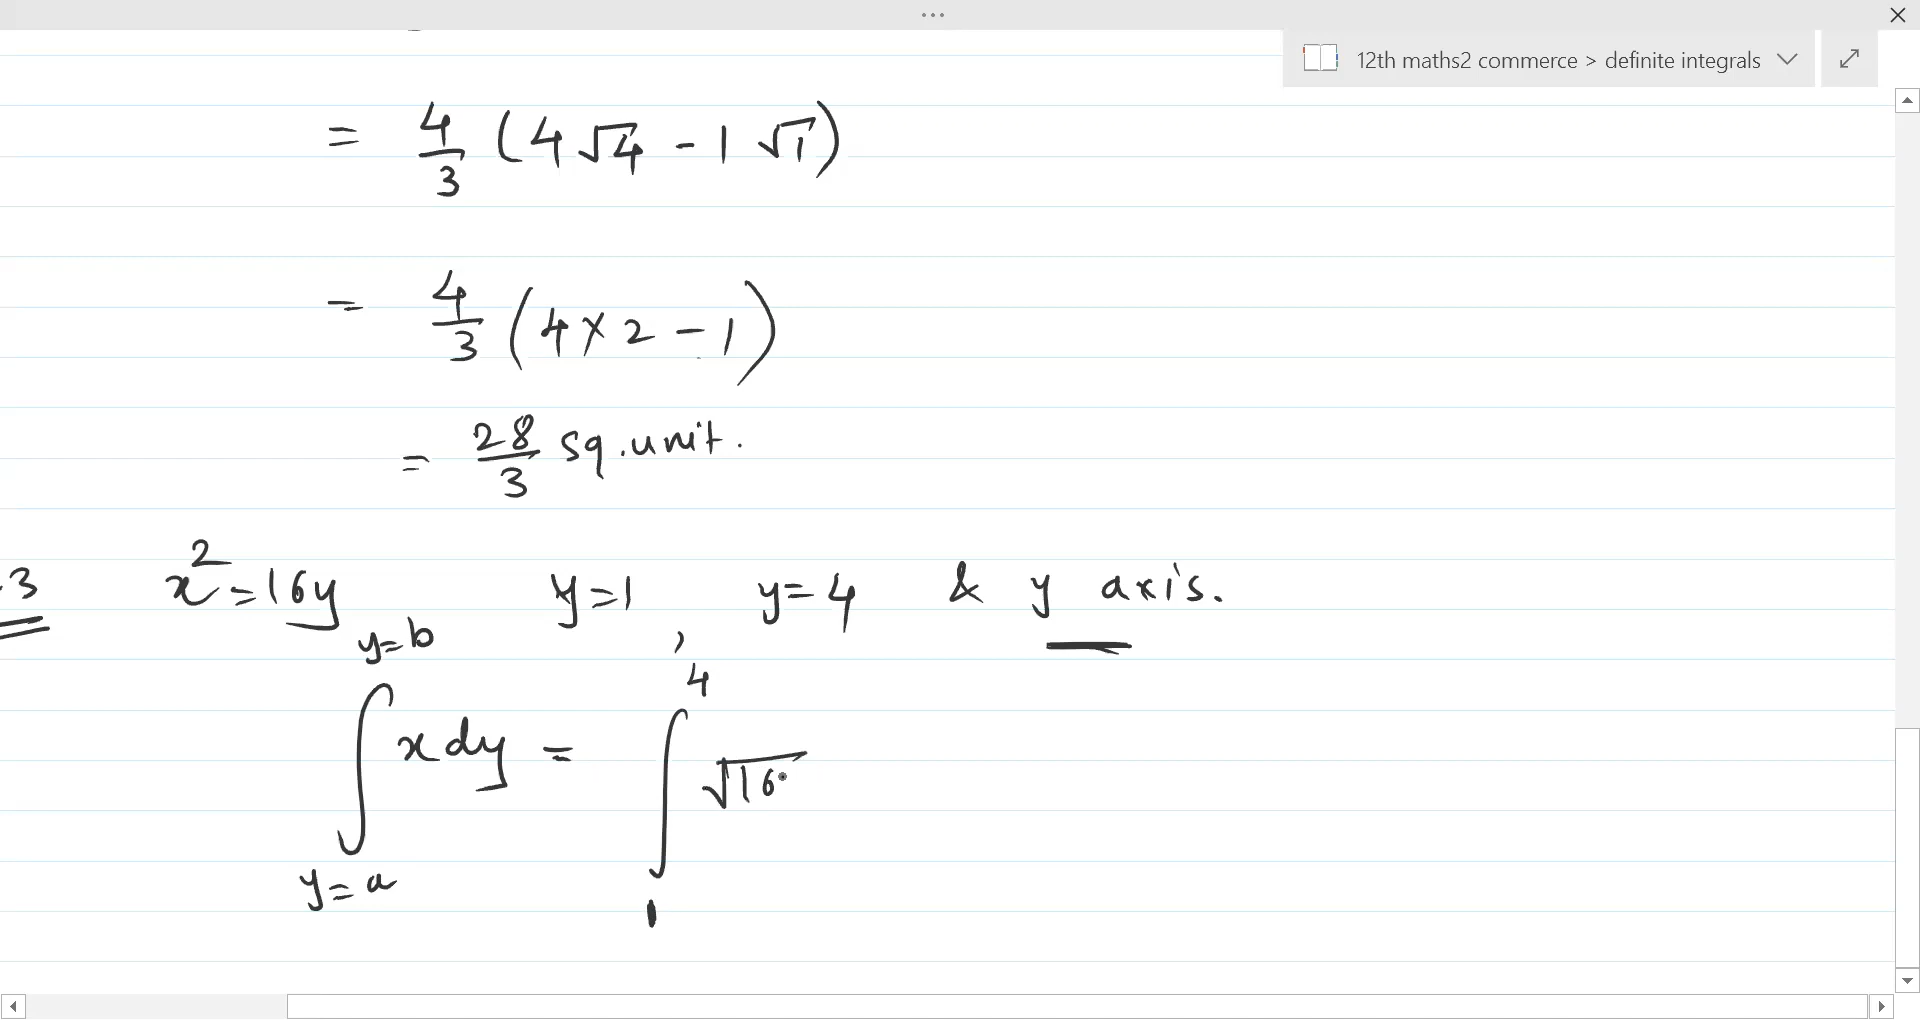 12th maths2 commerce > definite integrals
= 4/3 (4√4 - 1√1)
= 4/3 (4 × 2 - 1)
= 28/3 sq.unit.
.3 x² = 16y y=1 , y=4 & y axis.
∫_{y=a}^{y=b} x dy = ∫_1^4 √16